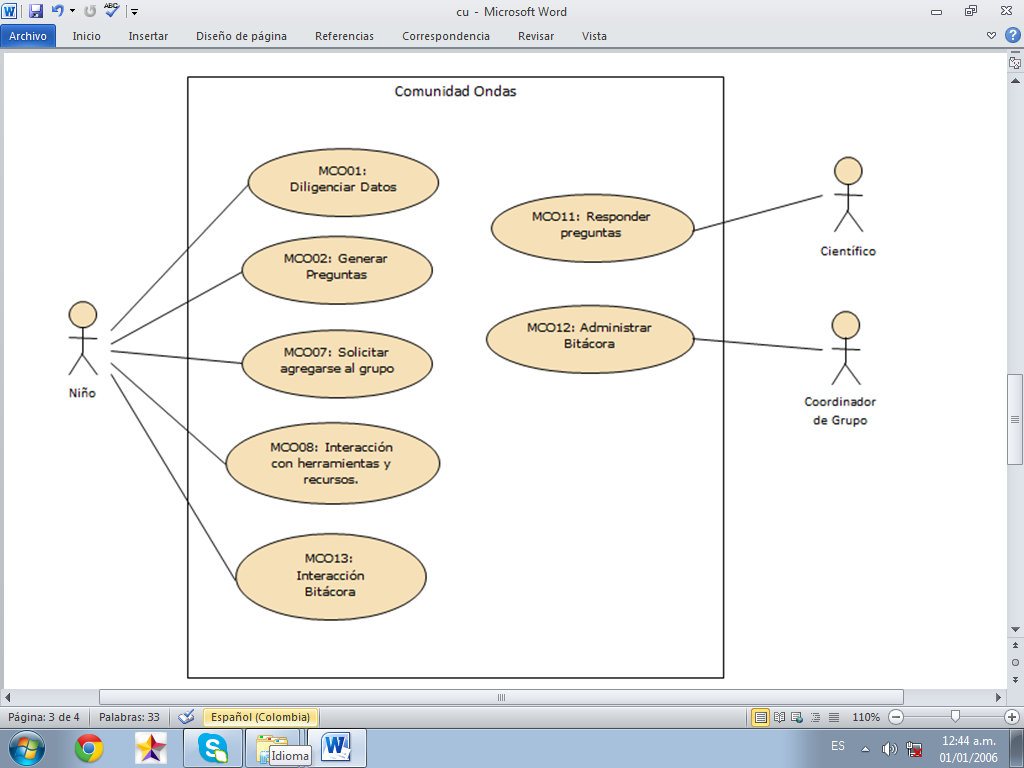 cu - Microsoft Word
Archivo Inicio Insertar Diseño de página Referencias Correspondencia Revisar Vista
Comunidad Ondas
MCO01:
Diligenciar Datos
MCO02: Generar
Preguntas
MCO07: Solicitar
agregarse al grupo
MCO08: Interacción
con herramientas y
recursos.
MCO13:
Interacción
Bitácora
Niño
MCO11: Responder
preguntas
MCO12: Administrar
Bitácora
Científico
Coordinador
de Grupo
Página: 3 de 4 Palabras: 33 Español (Colombia) 110%
Idioma
ES
12:44 a.m.
01/01/2006